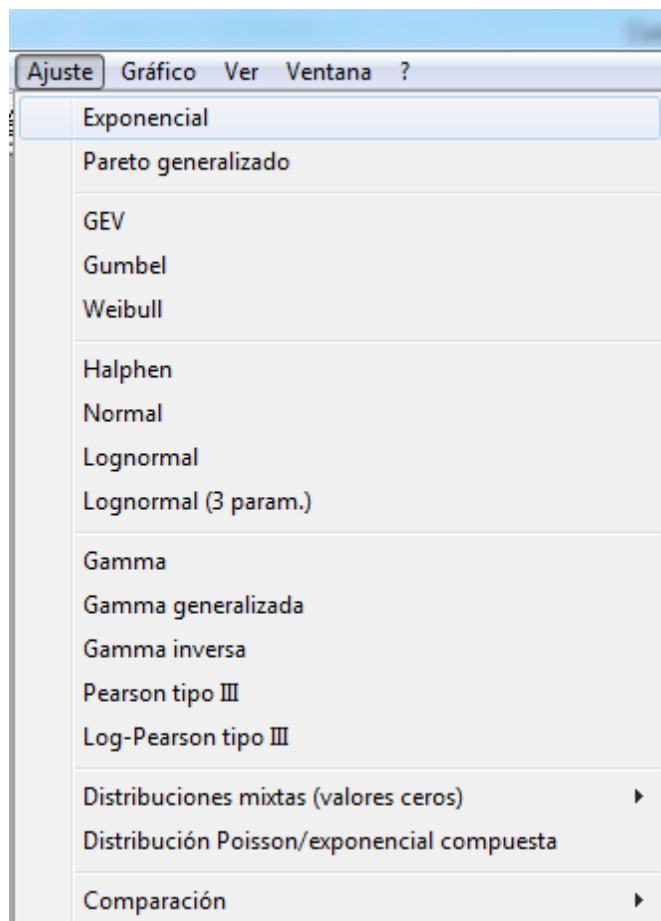 Ajuste Gráfico Ver Ventana ?
Exponencial
Pareto generalizado
GEV
Gumbel
Weibull
Halphen
Normal
Lognormal
Lognormal (3 param.)
Gamma
Gamma generalizada
Gamma inversa
Pearson tipo III
Log-Pearson tipo III
Distribuciones mixtas (valores ceros)
Distribución Poisson/exponencial compuesta
Comparación